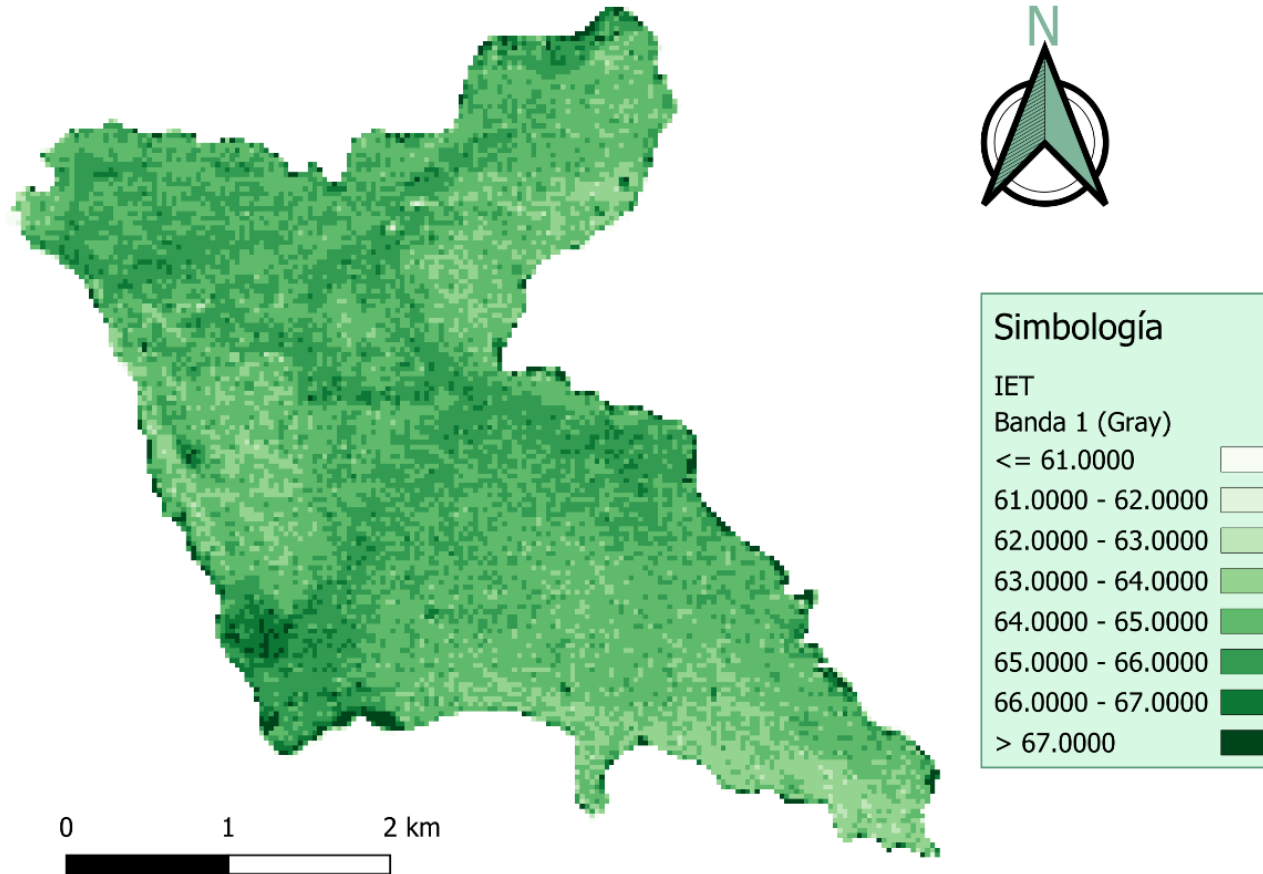 N
Simbología
IET
Banda 1 (Gray)
<= 61.0000
61.0000 - 62.0000
62.0000 - 63.0000
63.0000 - 64.0000
64.0000 - 65.0000
65.0000 - 66.0000
66.0000 - 67.0000
> 67.0000
0 1 2 km